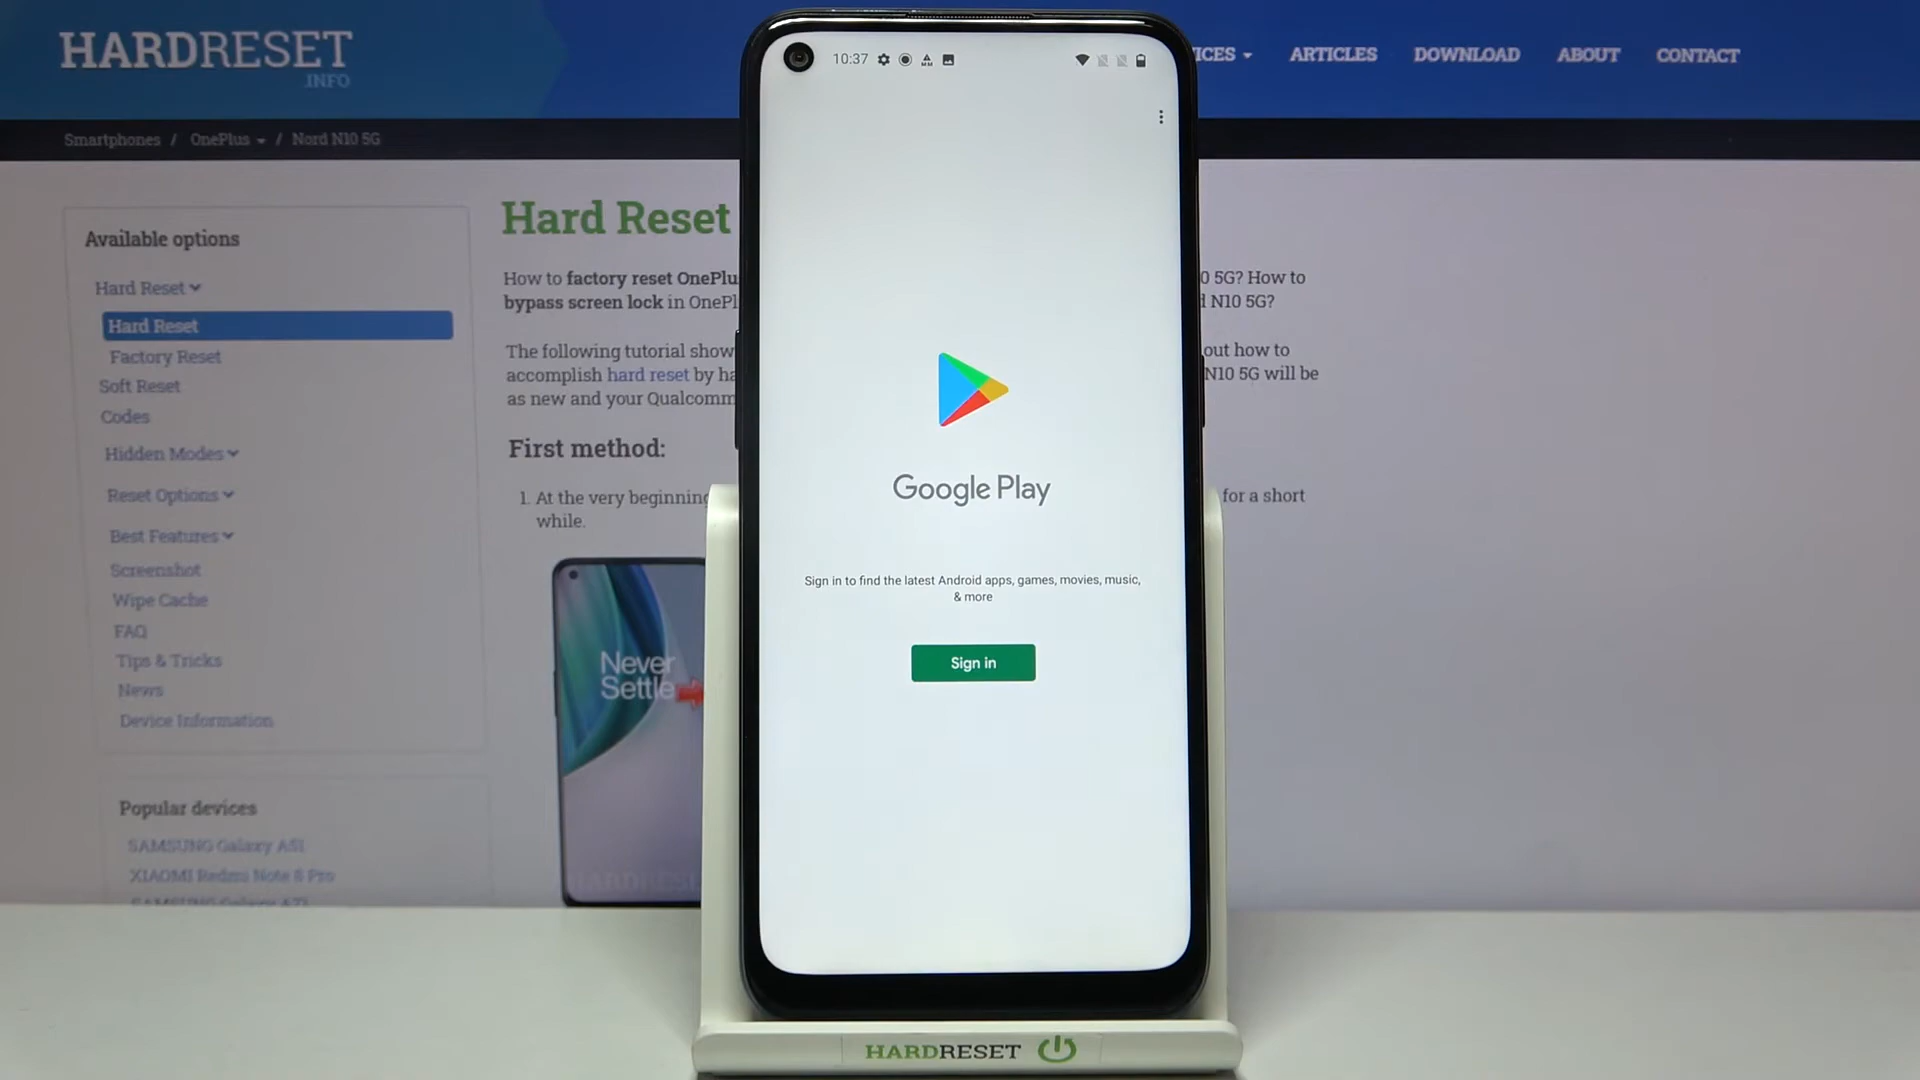 HARDRESET
.INFO
ICES
ARTICLES
DOWNLOAD
ABOUT
CONTACT
Smartphones / OnePlus / Nord N10 5G
Available options
Hard Reset
Hard Reset
Factory Reset
Soft Reset
Codes
Hidden Modes
Reset Options
Best Features
Screenshot
Wipe Cache
FAQ
Tips & Tricks
News
Device Information
Popular devices
SAMSUNG Galaxy A51
XIAOMI Redmi Note 8 Pro
SAMSUNG Galaxy A71
Hard Reset
How to factory reset OnePlu
0 5G? How to
bypass screen lock in OnePl
N10 5G?
The following tutorial show
out how to
accomplish hard reset by ha
N10 5G will be
as new and your Qualcomm
First method:
1. At the very beginning
for a short
while.
Never
Settle
HARDRESE
10:37
Google Play
Sign in to find the latest Android apps, games, movies, music,
& more
Sign in
HARDRESET